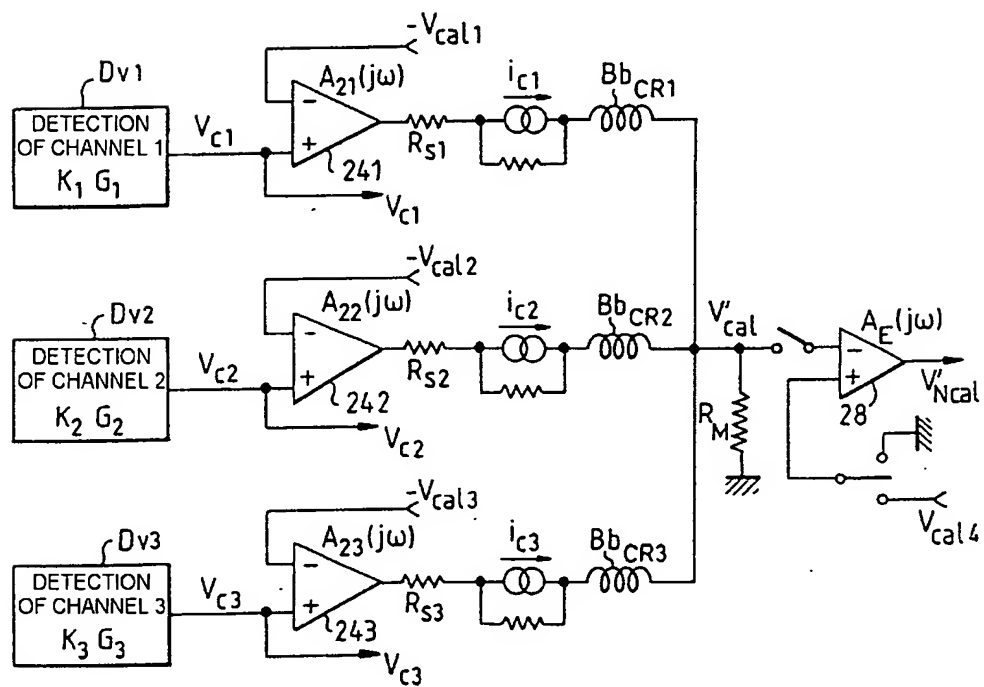 -Vcal1
Dv1
A21(jω)
ic1
BbCR1
DETECTION
OF CHANNEL 1
K1 G1
Vc1
RS1
241
Vc1
-Vcal2
Dv2
A22(jω)
ic2
BbCR2
V"cal
AE(jω)
DETECTION
OF CHANNEL 2
K2 G2
Vc2
RS2
242
Vc2
RM
28
V"Ncal
Vcal4
-Vcal3
Dv3
A23(jω)
ic3
BbCR3
DETECTION
OF CHANNEL 3
K3 G3
Vc3
RS3
243
Vc3